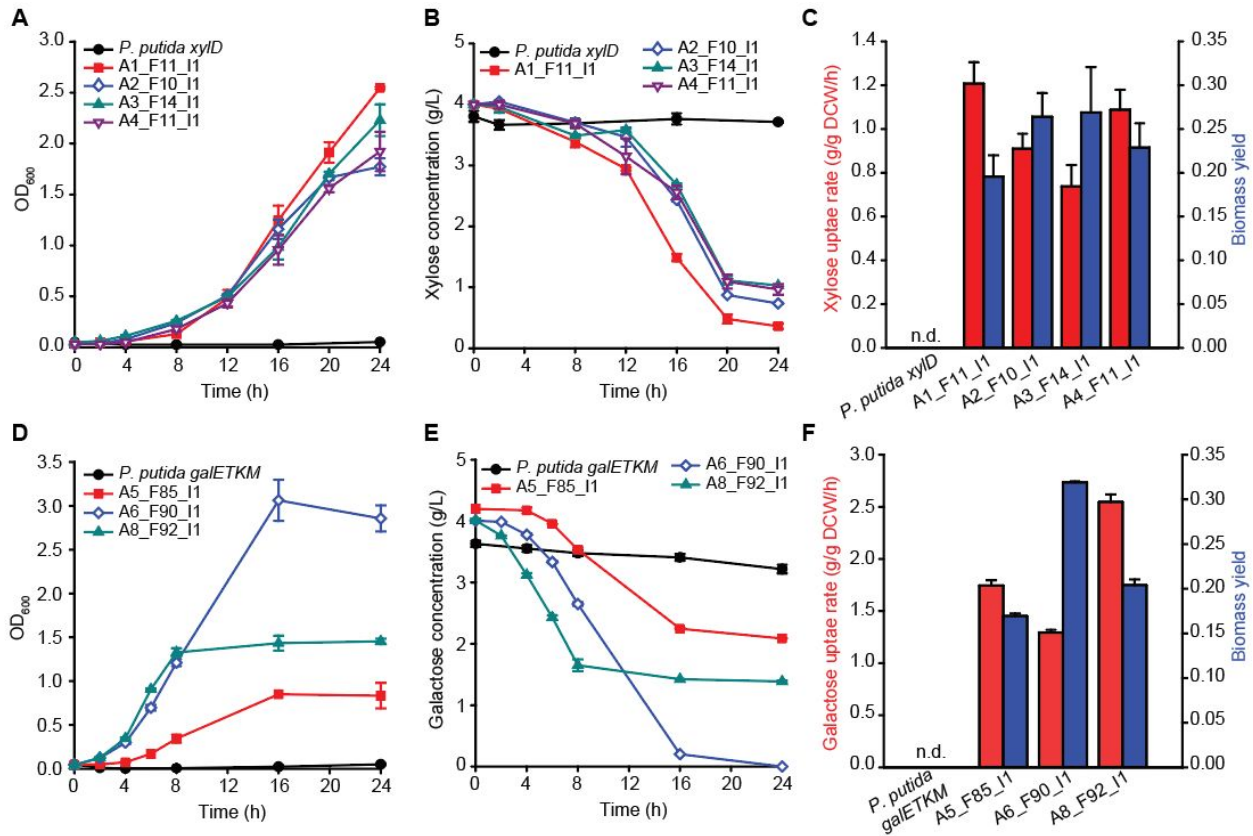 A
3.0
2.5
2.0
1.5
1.0
0.5
0.0
OD600
P. putida xylD
A1_F11_I1
A2_F10_I1
A3_F14_I1
A4_F11_I1
0 4 8 12 16 20 24
Time (h)
B
5
4
3
2
1
0
Xylose concentration (g/L)
P. putida xylD
A1_F11_I1
A2_F10_I1
A3_F14_I1
A4_F11_I1
0 4 8 12 16 20 24
Time (h)
C
1.4
1.2
1.0
0.8
0.6
0.4
0.2
0.0
Xylose uptae rate (g/g DCW/h)
0.35
0.30
0.25
0.20
0.15
0.10
0.05
0.00
Biomass yield
n.d.
P. putida xylD
A1_F11_I1
A2_F10_I1
A3_F14_I1
A4_F11_I1
D
3.5
3.0
2.5
2.0
1.5
1.0
0.5
0.0
OD600
P. putida galETKM
A5_F85_I1
A6_F90_I1
A8_F92_I1
0 4 8 12 16 20 24
Time (h)
E
5
4
3
2
1
0
Galactose concentration (g/L)
P. putida galETKM
A5_F85_I1
A6_F90_I1
A8_F92_I1
0 4 8 12 16 20 24
Time (h)
F
3.0
2.5
2.0
1.5
1.0
0.5
0.0
Galactose uptae rate (g/g DCW/h)
0.35
0.30
0.25
0.20
0.15
0.10
0.05
0.00
Biomass yield
n.d.
P. putida
galETKM
A5_F85_I1
A6_F90_I1
A8_F92_I1